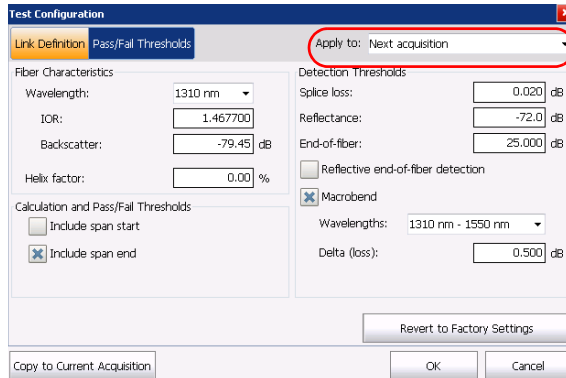 Test Configuration
Link Definition Pass/Fail Thresholds Apply to: Next acquisition
Fiber Characteristics
Wavelength: 1310 nm
IOR: 1.467700
Backscatter: -79.45 dB
Helix factor: 0.00 %
Calculation and Pass/Fail Thresholds
Include span start
Include span end
Detection Thresholds
Splice loss: 0.020 dB
Reflectance: -72.0 dB
End-of-fiber: 25.000 dB
Reflective end-of-fiber detection
Macrobend
Wavelengths: 1310 nm - 1550 nm
Delta (loss): 0.500 dB
Revert to Factory Settings
Copy to Current Acquisition OK Cancel